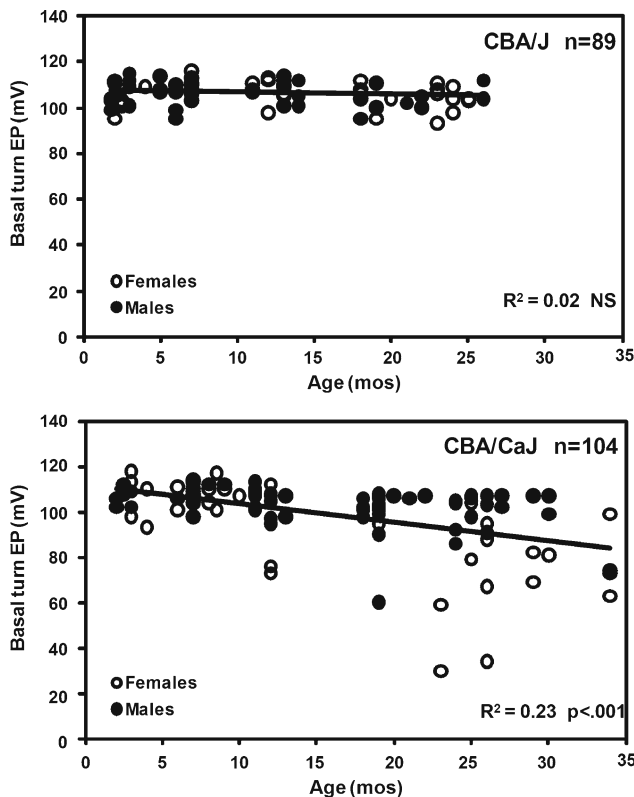 CBA/J n=89
140
120
100
80
60
40
20
0
Basal turn EP (mV)
Females
Males
R² = 0.02 NS
0 5 10 15 20 25 30 35
Age (mos)
CBA/CaJ n=104
140
120
100
80
60
40
20
0
Basal turn EP (mV)
Females
Males
R² = 0.23 p<.001
0 5 10 15 20 25 30 35
Age (mos)